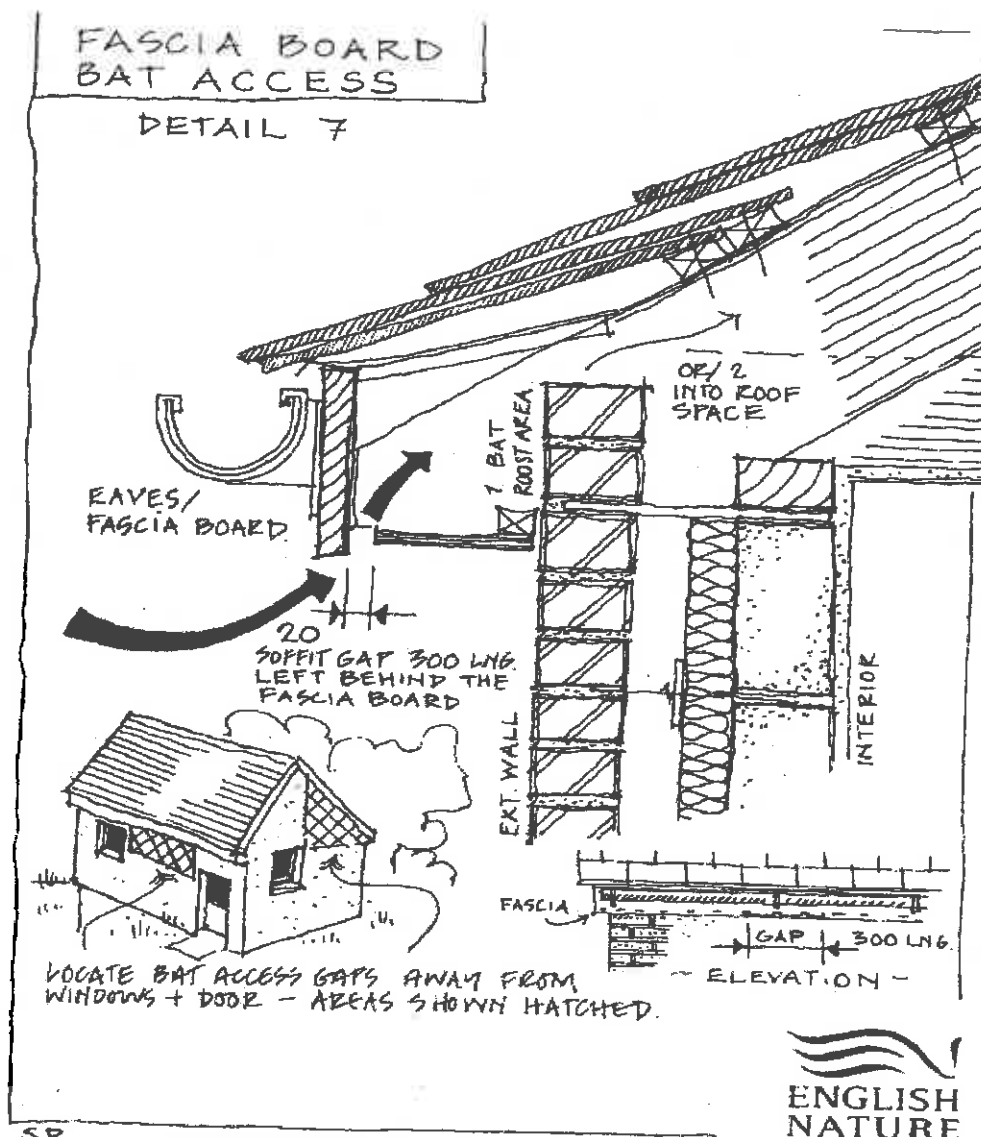 FASCIA BOARD
BAT ACCESS
DETAIL 7
OR/2
INTO ROOF
SPACE
1 BAT
ROOST AREA
EAVES/
FASCIA BOARD
20
SOFFIT GAP 300 LNG.
LEFT BEHIND THE
FASCIA BOARD
EXT. WALL
INTERIOR
FASCIA
GAP
300 LNG.
- ELEVATION -
LOCATE BAT ACCESS GAPS AWAY FROM
WINDOWS + DOOR - AREAS SHOWN HATCHED.
ENGLISH
NATURE